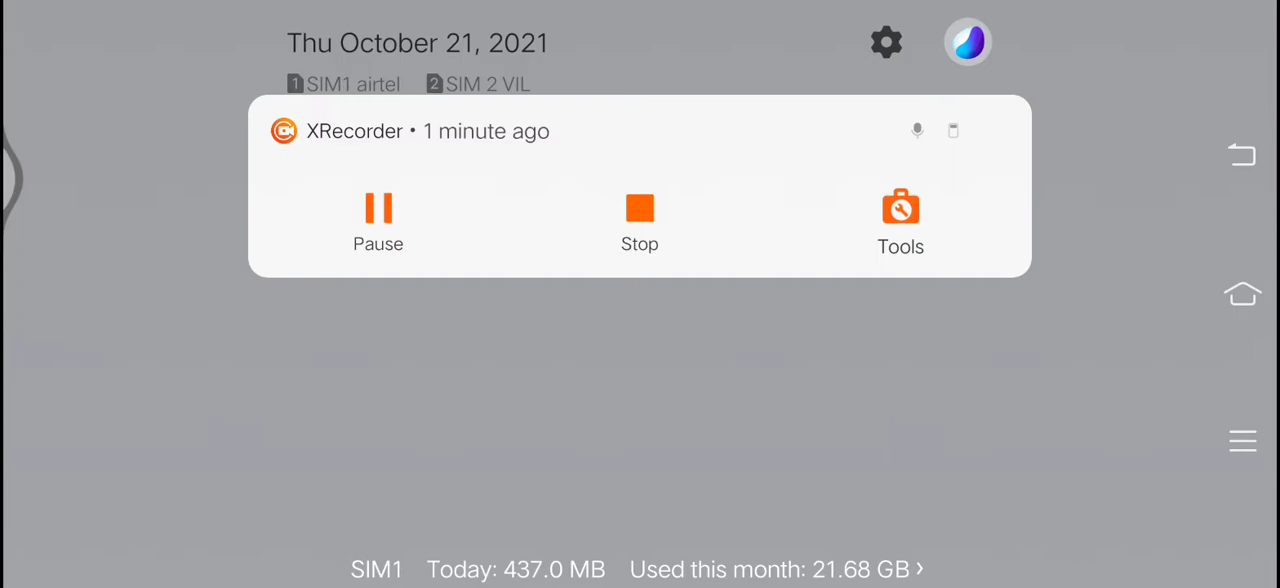 Thu October 21, 2021
1 SIM1 airtel 2 SIM 2 VIL
XRecorder • 1 minute ago
Pause Stop Tools
SIM1 Today: 437.0 MB Used this month: 21.68 GB ›